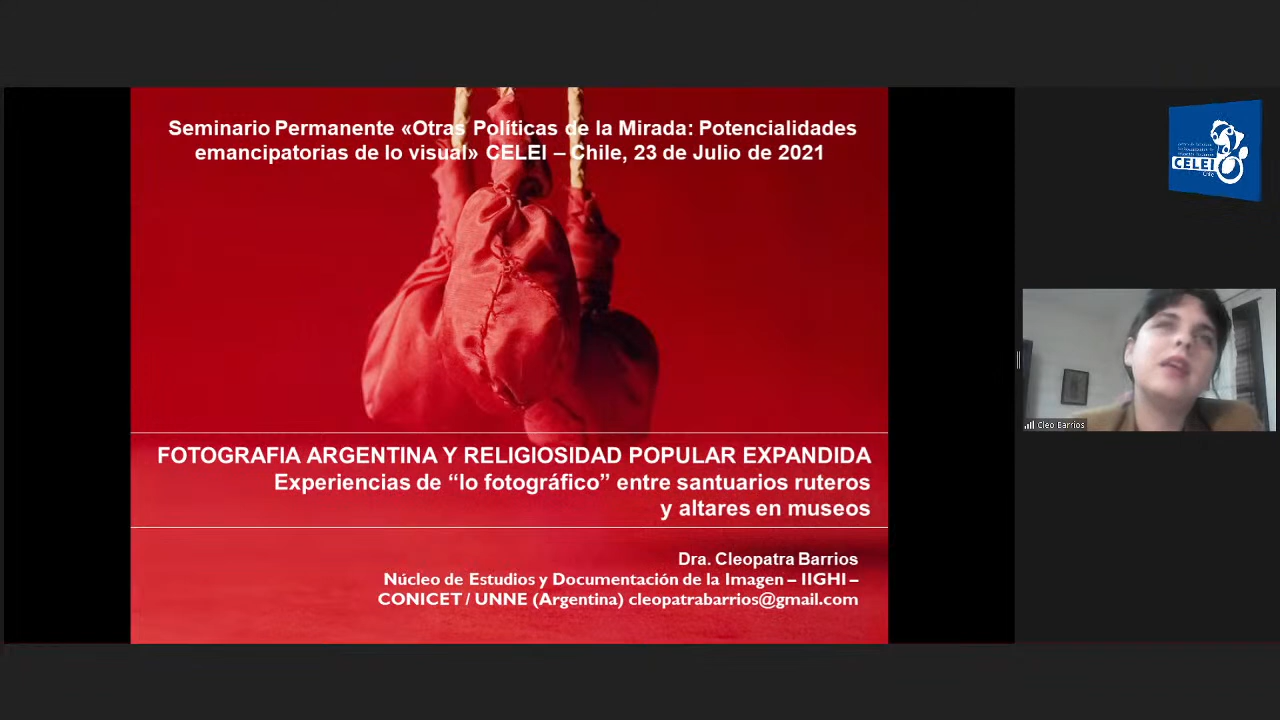 Seminario Permanente «Otras Políticas de la Mirada: Potencialidades
emancipatorias de lo visual» CELEI – Chile, 23 de Julio de 2021
FOTOGRAFIA ARGENTINA Y RELIGIOSIDAD POPULAR EXPANDIDA
Experiencias de “lo fotográfico” entre santuarios ruteros
y altares en museos
Dra. Cleopatra Barrios
Núcleo de Estudios y Documentación de la Imagen – IIGHI –
CONICET / UNNE (Argentina) cleopatrabarrios@gmail.com
CELEI
Chile
Cleo Barrios